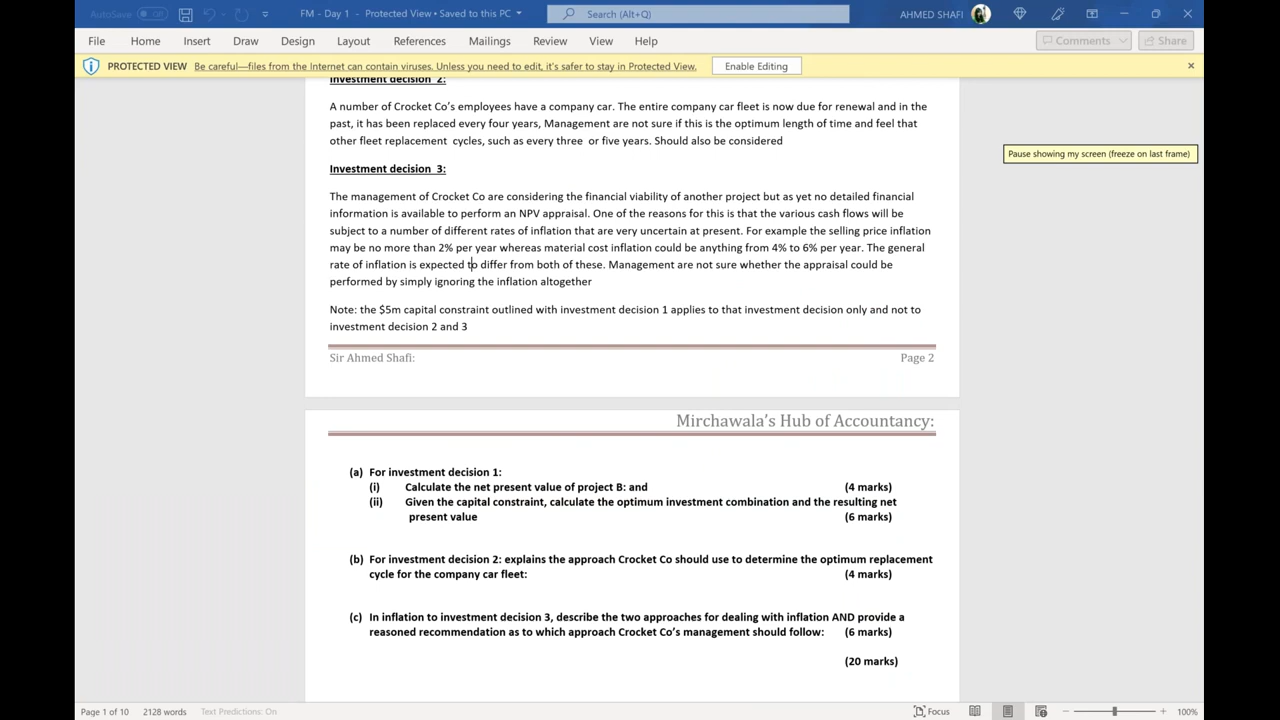 AutoSave Off
FM - Day 1 - Protected View • Saved to this PC
Search (Alt+Q)
AHMED SHAFI
File Home Insert Draw Design Layout References Mailings Review View Help
Comments
Share
PROTECTED VIEW Be careful—files from the Internet can contain viruses. Unless you need to edit, it's safer to stay in Protected View. Enable Editing
Investment decision 2:
A number of Crocket Co's employees have a company car. The entire company car fleet is now due for renewal and in the
past, it has been replaced every four years, Management are not sure if this is the optimum length of time and feel that
other fleet replacement cycles, such as every three or five years. Should also be considered
Pause showing my screen (freeze on last frame)
Investment decision 3:
The management of Crocket Co are considering the financial viability of another project but as yet no detailed financial
information is available to perform an NPV appraisal. One of the reasons for this is that the various cash flows will be
subject to a number of different rates of inflation that are very uncertain at present. For example the selling price inflation
may be no more than 2% per year whereas material cost inflation could be anything from 4% to 6% per year. The general
rate of inflation is expected to differ from both of these. Management are not sure whether the appraisal could be
performed by simply ignoring the inflation altogether
Note: the $5m capital constraint outlined with investment decision 1 applies to that investment decision only and not to
investment decision 2 and 3
Sir Ahmed Shafi: Page 2
Mirchawala's Hub of Accountancy:
(a) For investment decision 1:
(i) Calculate the net present value of project B: and (4 marks)
(ii) Given the capital constraint, calculate the optimum investment combination and the resulting net
present value (6 marks)
(b) For investment decision 2: explains the approach Crocket Co should use to determine the optimum replacement
cycle for the company car fleet: (4 marks)
(c) In inflation to investment decision 3, describe the two approaches for dealing with inflation AND provide a
reasoned recommendation as to which approach Crocket Co's management should follow: (6 marks)
(20 marks)
Page 1 of 10 2128 words Text Predictions: On Focus 100%